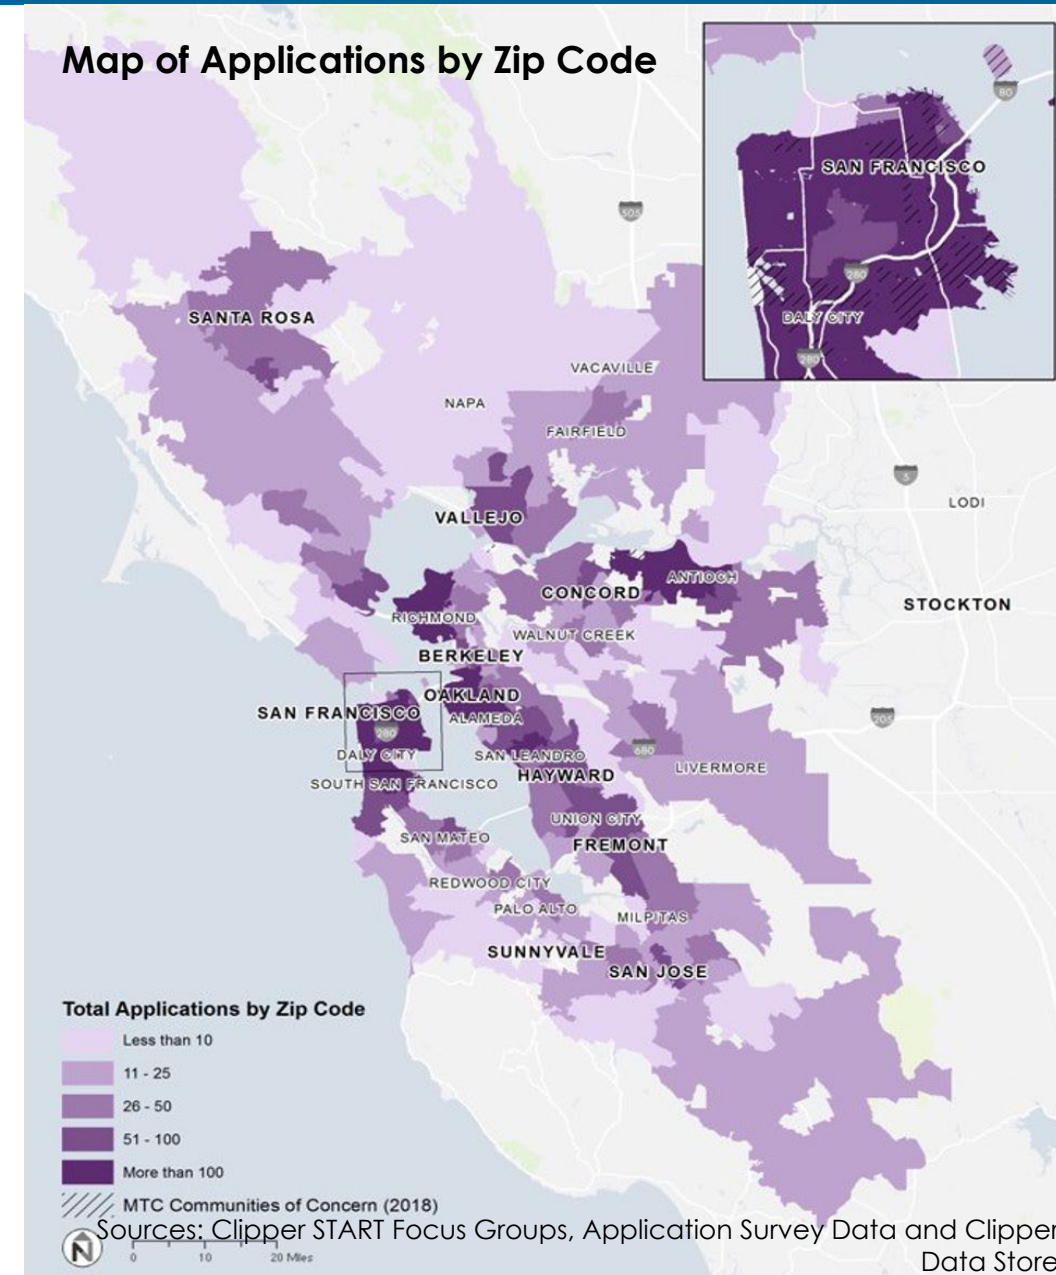 Map of Applications by Zip Code
80
SAN FRANCISCO
280
DALY CITY
280
505
SANTA ROSA
VACAVILLE
NAPA
FAIRFIELD
5
LODI
VALLEJO
ANTIOCH
CONCORD
STOCKTON
RICHMOND
WALNUT CREEK
BERKELEY
OAKLAND
SAN FRANCISCO
ALAMEDA
205
280
680
DALY CITY
SAN LEANDRO
LIVERMORE
HAYWARD
SOUTH SAN FRANCISCO
UNION CITY
SAN MATEO
FREMONT
REDWOOD CITY
PALO ALTO
MILPITAS
SUNNYVALE
SAN JOSE
Total Applications by Zip Code
Less than 10
11 - 25
26 - 50
51 - 100
More than 100
MTC Communities of Concern (2018)
Sources: Clipper START Focus Groups, Application Survey Data and Clipper
Data Store
N
0 10 20 Miles